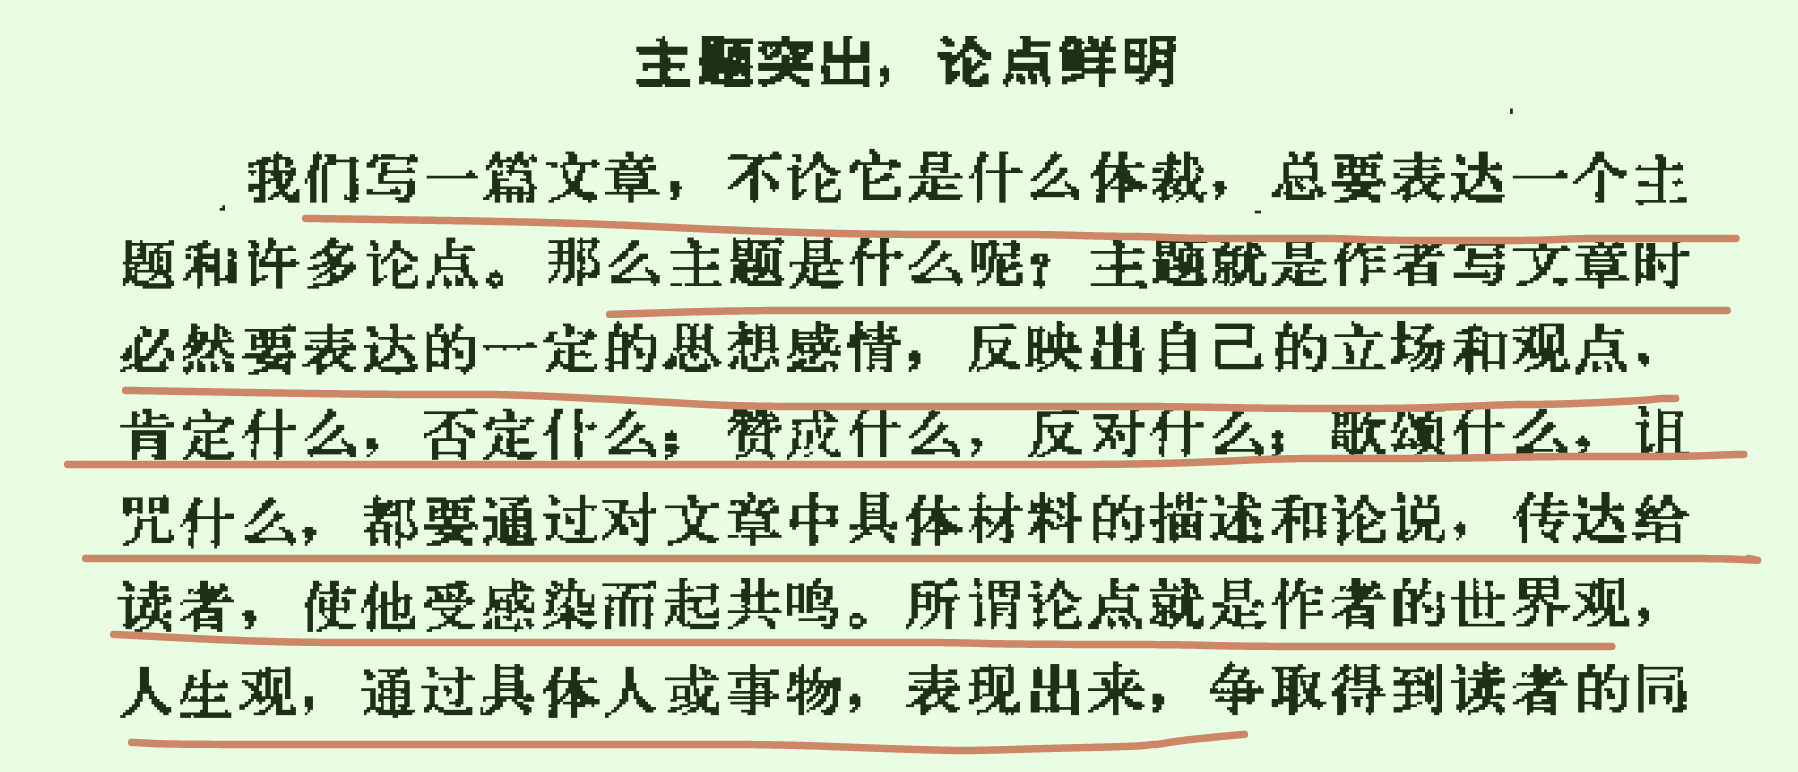 主题突出，论点鲜明
我们写一篇文章，不论它是什么体裁，总要表达一个主
题和许多论点。那么主题是什么呢？主题就是作者写文章时
必然要表达的一定的思想感情，反映出自己的立场和观点、
肯定什么，否定什么；赞成什么，反对什么；歌颂什么，诅
咒什么，都要通过对文章中具体材料的描述和论说，传达给
读者，使他受感染而起共鸣。所谓论点就是作者的世界观，
人生观，通过具体人或事物，表现出来，争取得到读者的同